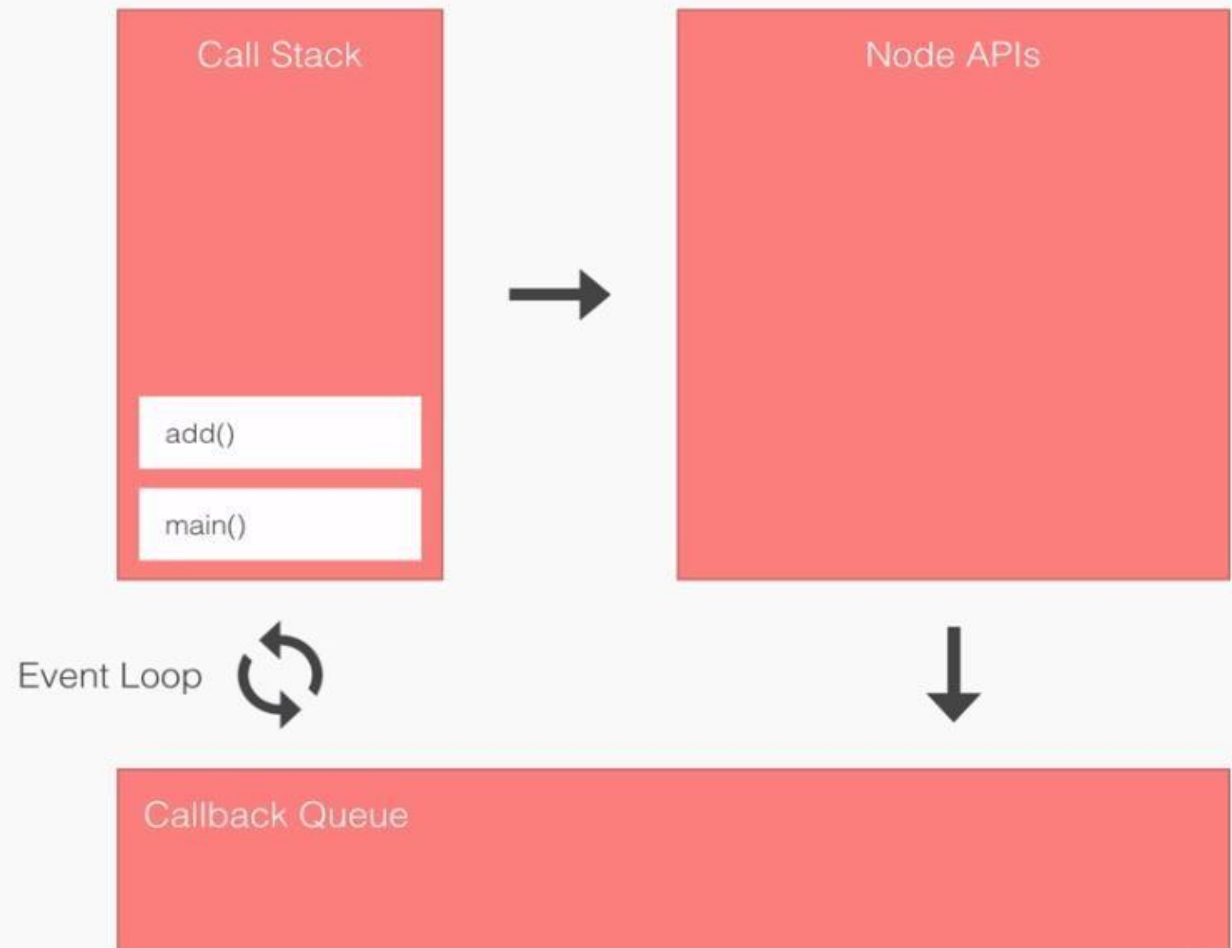 Call Stack
Node APIs
add()
main()
Event Loop
Callback Queue